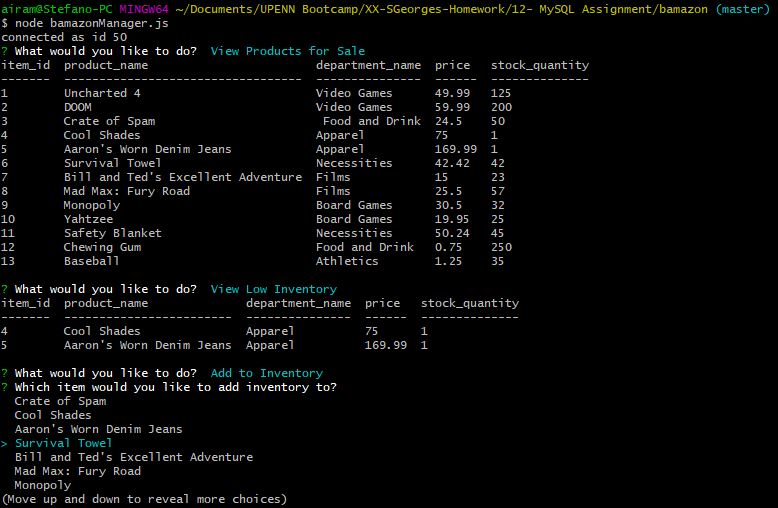 airam@Stefano-PC MINGW64 ~/Documents/UPENN Bootcamp/XX-SGeorges-Homework/12- MySQL Assignment/bamazon (master)
$ node bamazonManager.js
connected as id 50
? What would you like to do?  View Products for Sale
item_id  product_name                        department_name  price   stock_quantity
-------  ----------------------------------  ---------------  ------  --------------
1        Uncharted 4                         Video Games      49.99   125
2        DOOM                                Video Games      59.99   200
3        Crate of Spam                        Food and Drink  24.5    50
4        Cool Shades                         Apparel          75      1
5        Aaron's Worn Denim Jeans            Apparel          169.99  1
6        Survival Towel                      Necessities      42.42   42
7        Bill and Ted's Excellent Adventure  Films            15      23
8        Mad Max: Fury Road                  Films            25.5    57
9        Monopoly                            Board Games      30.5    32
10       Yahtzee                             Board Games      19.95   25
11       Safety Blanket                      Necessities      50.24   45
12       Chewing Gum                         Food and Drink   0.75    250
13       Baseball                            Athletics        1.25    35
? What would you like to do?  View Low Inventory
item_id  product_name              department_name  price   stock_quantity
-------  ------------------------  ---------------  ------  --------------
4        Cool Shades               Apparel          75      1
5        Aaron's Worn Denim Jeans  Apparel          169.99  1
? What would you like to do?  Add to Inventory
? Which item would you like to add inventory to?
  Crate of Spam
  Cool Shades
  Aaron's Worn Denim Jeans
> Survival Towel
  Bill and Ted's Excellent Adventure
  Mad Max: Fury Road
  Monopoly
(Move up and down to reveal more choices)